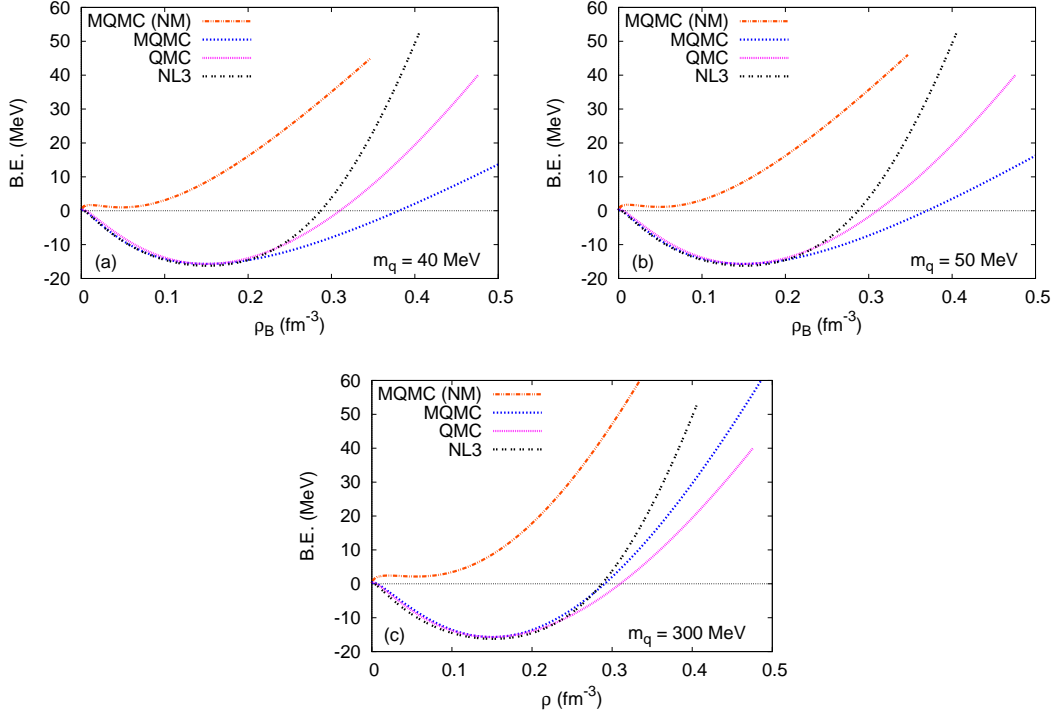 MQMC (NM)
MQMC
QMC
NL3
60
50
40
30
20
10
0
-10
-20
B.E. (MeV)
(a)
m_q = 40 MeV
0 0.1 0.2 0.3 0.4 0.5
ρ_B (fm^-3)
MQMC (NM)
MQMC
QMC
NL3
60
50
40
30
20
10
0
-10
-20
B.E. (MeV)
(b)
m_q = 50 MeV
0 0.1 0.2 0.3 0.4 0.5
ρ_B (fm^-3)
MQMC (NM)
MQMC
QMC
NL3
60
50
40
30
20
10
0
-10
-20
B.E. (MeV)
(c)
m_q = 300 MeV
0 0.1 0.2 0.3 0.4 0.5
ρ (fm^-3)